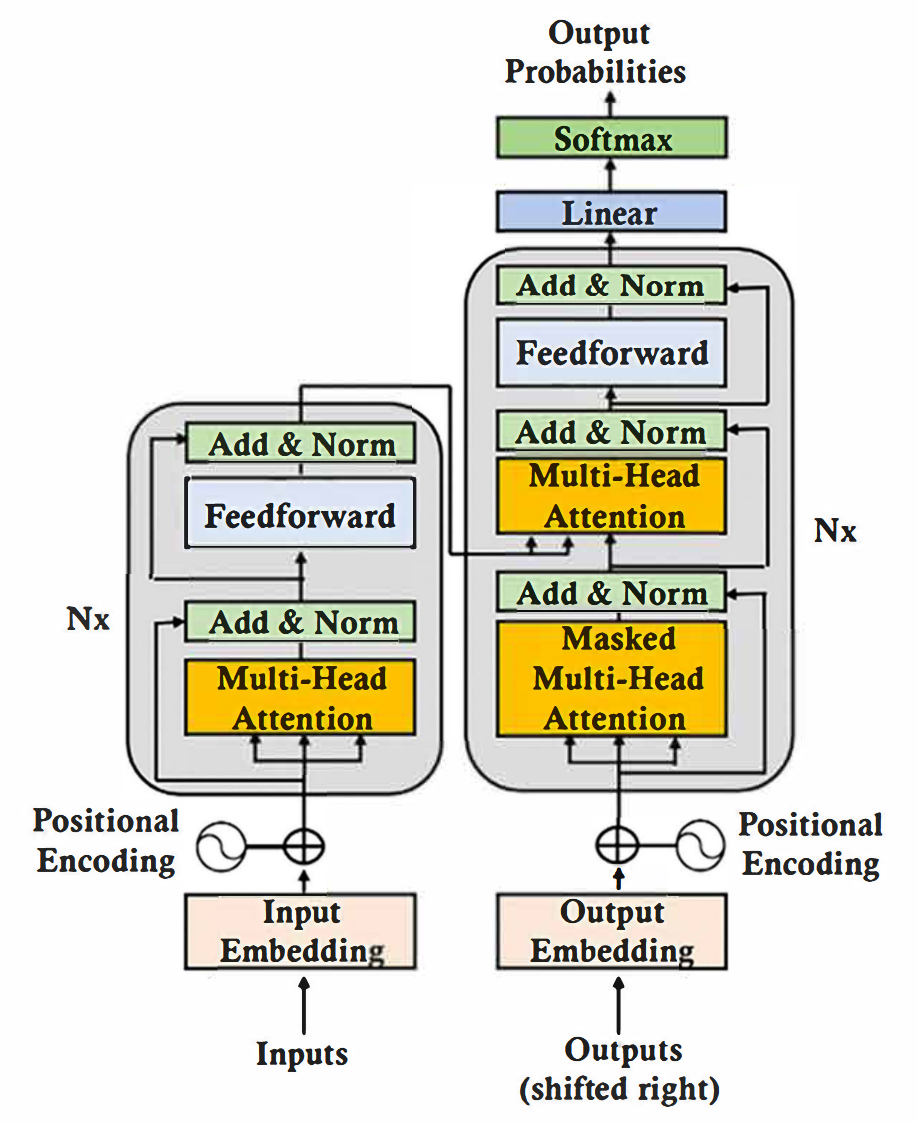 Output
Probabilities
Softmax
Linear
Add & Norm
Feedforward
Add & Norm
Multi-Head
Attention
Nx
Add & Norm
Masked
Multi-Head
Attention
Positional
Encoding
Output
Embedding
Outputs
(shifted right)
Add & Norm
Feedforward
Nx
Add & Norm
Multi-Head
Attention
Positional
Encoding
Input
Embedding
Inputs